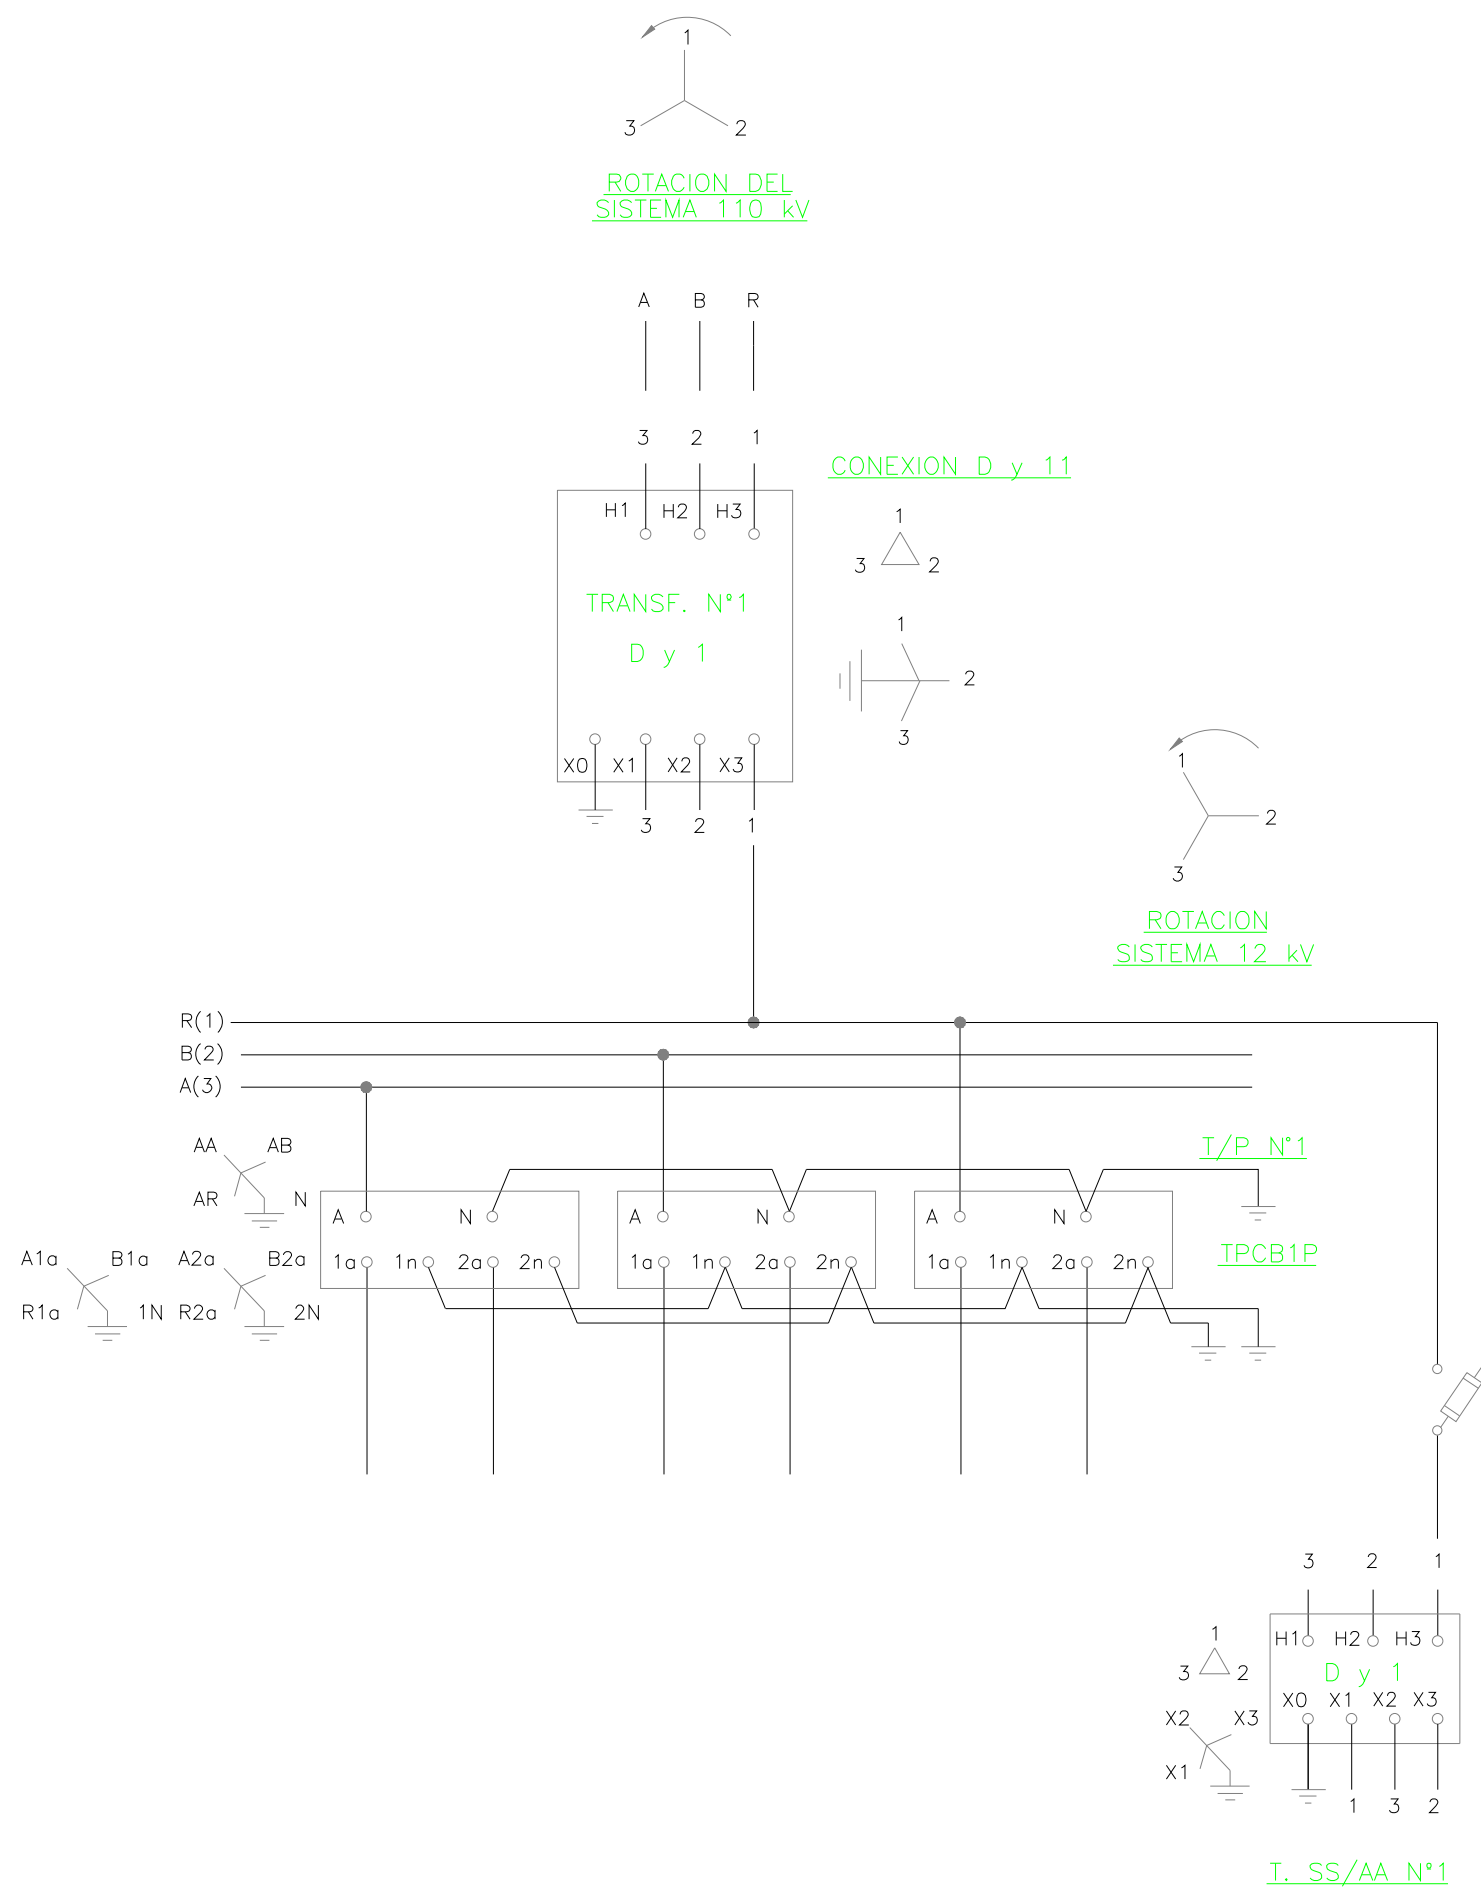 1
3 2
ROTACION DEL
SISTEMA 110 kV
A B R
3 2 1
CONEXION D y 11
H1 H2 H3
1
3 2
TRANSF. Nº1
D y 1
1
2
3
X0 X1 X2 X3
3 2 1
1
2
3
ROTACION
SISTEMA 12 kV
R(1)
B(2)
A(3)
AA AB
AR N
T/P Nº1
A N A N A N
TPCB1P
A1a B1a A2a B2a
1a 1n 2a 2n 1a 1n 2a 2n 1a 1n 2a 2n
R1a 1N R2a 2N
3 2 1
H1 H2 H3
1
3 2
D y 1
X0 X1 X2 X3
X2 X3
X1
1 3 2
T. SS/AA Nº1